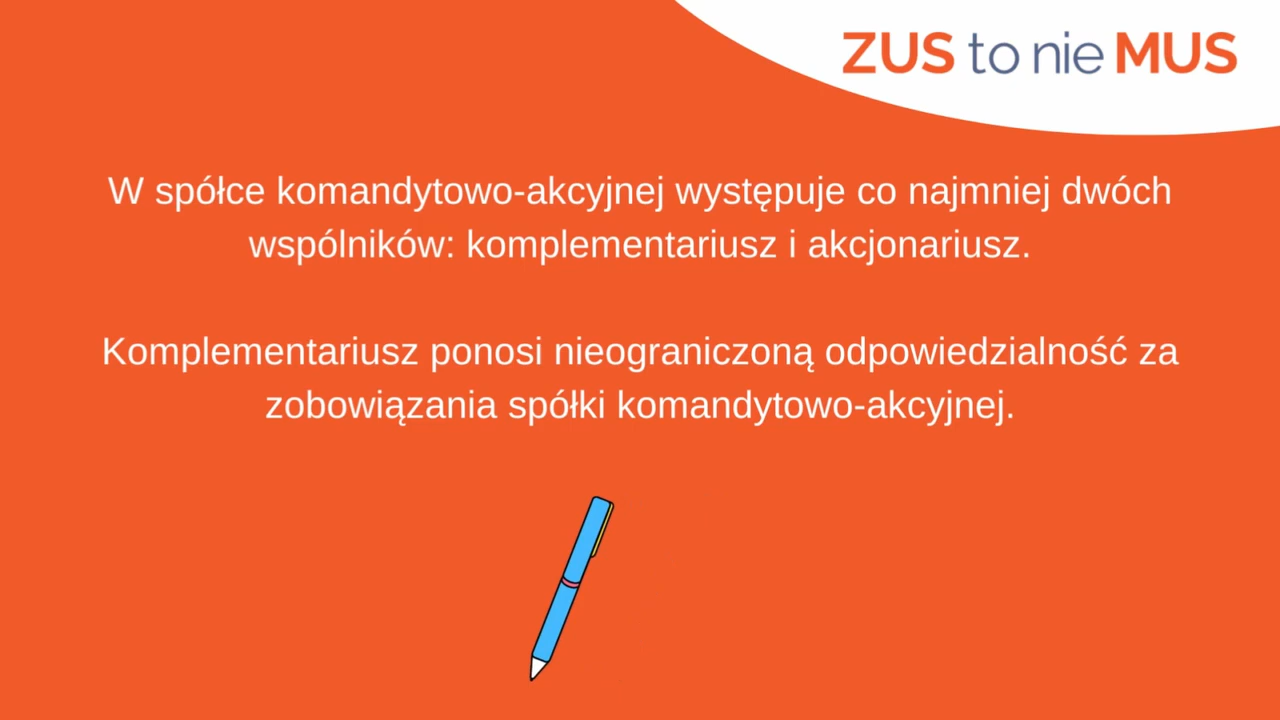 ZUS to nie MUS
W spółce komandytowo-akcyjnej występuje co najmniej dwóch
wspólników: komplementariusz i akcjonariusz.
Komplementariusz ponosi nieograniczoną odpowiedzialność za
zobowiązania spółki komandytowo-akcyjnej.